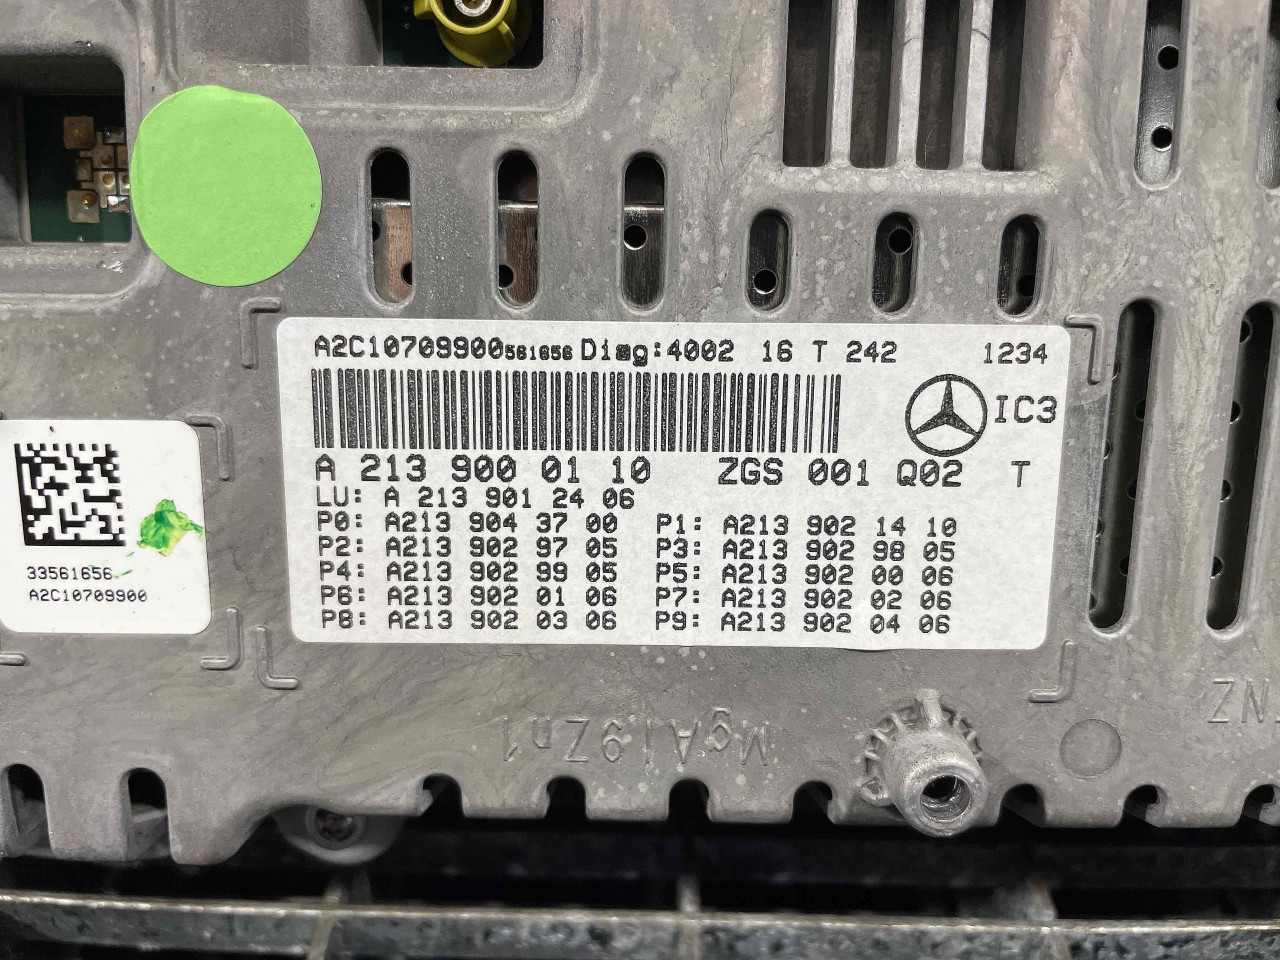 A2C10709900561656 Diag:4002 16 T 242 1234
IC3
A 213 900 01 10 ZGS 001 Q02 T
LU: A 213 901 24 06
P0: A213 904 37 00 P1: A213 902 14 10
P2: A213 902 97 05 P3: A213 902 98 05
P4: A213 902 99 05 P5: A213 902 00 06
P6: A213 902 01 06 P7: A213 902 02 06
P8: A213 902 03 06 P9: A213 902 04 06
33561656
A2C10709900
MgAl9Zn1